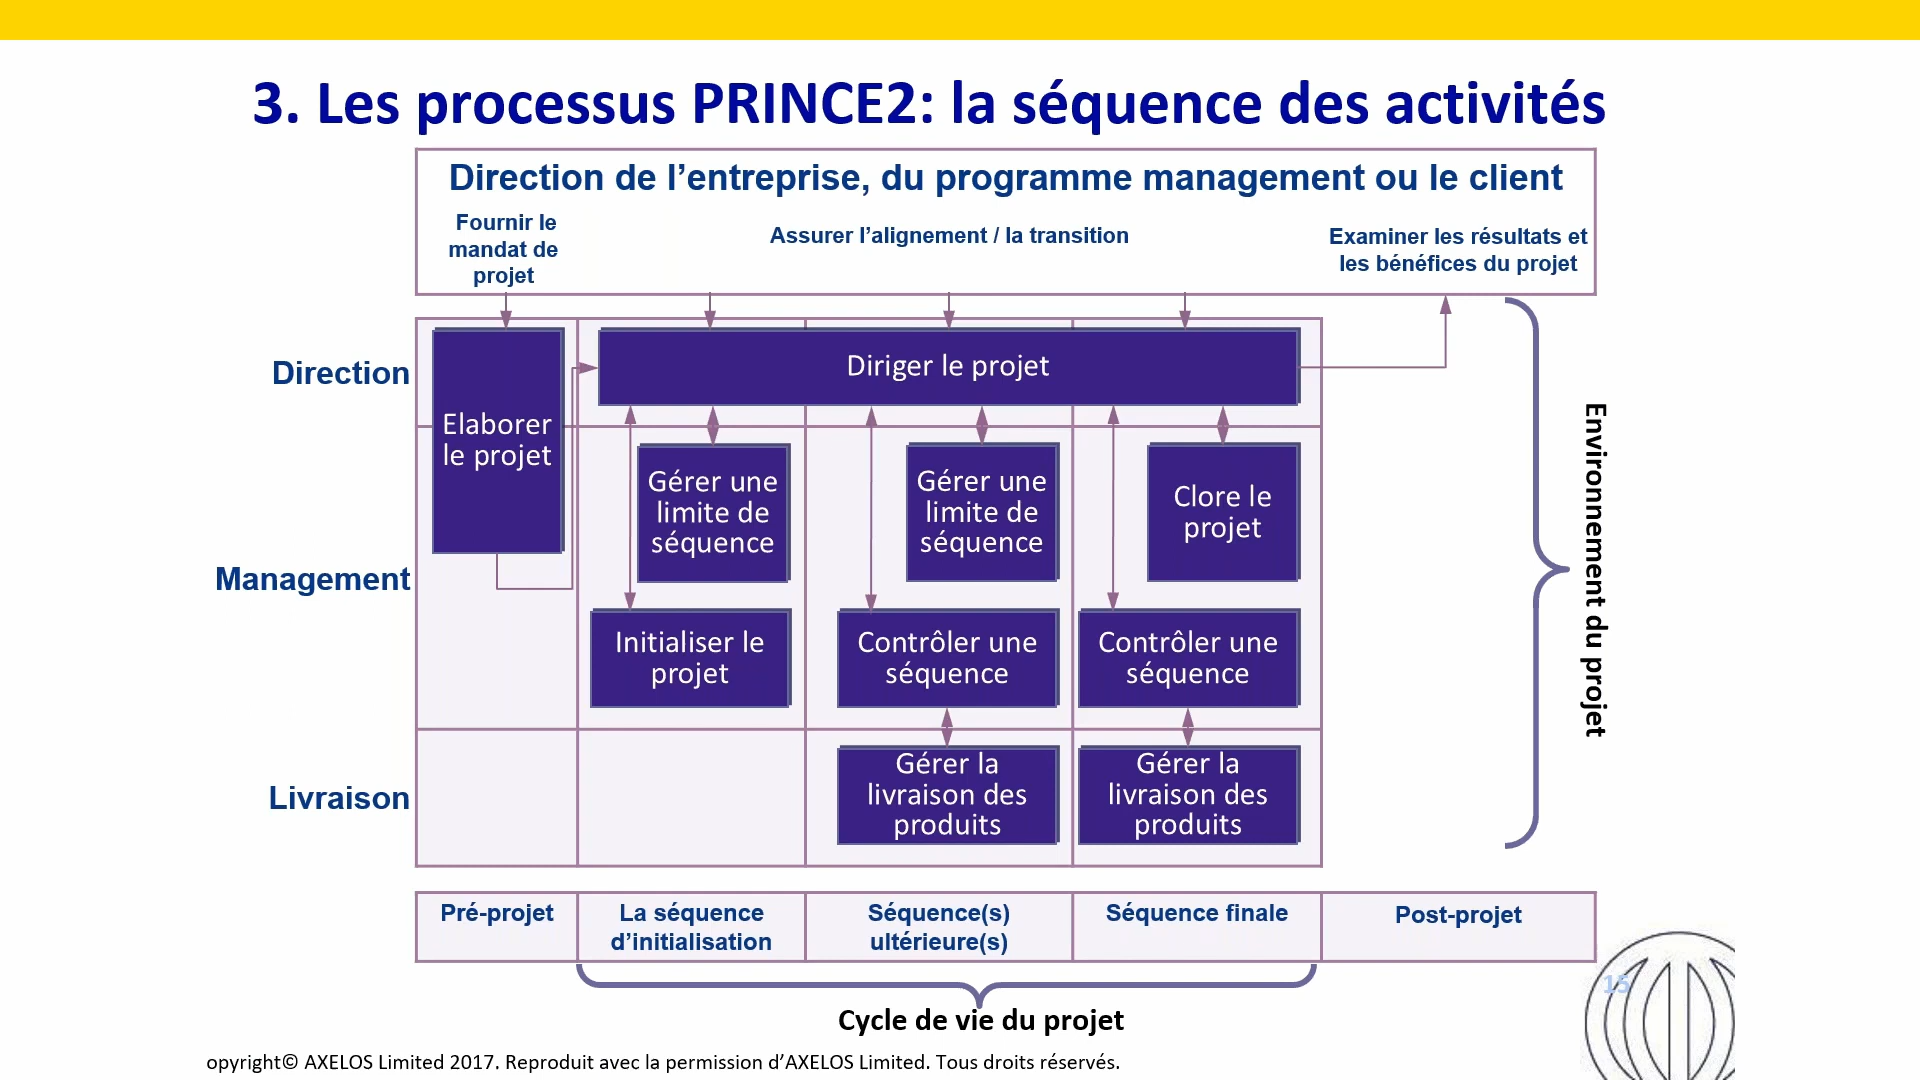 3. Les processus PRINCE2: la séquence des activités
Direction de l’entreprise, du programme management ou le client
Fournir le
mandat de
projet
Assurer l’alignement / la transition
Examiner les résultats et
les bénéfices du projet
Direction
Elaborer
le projet
Diriger le projet
Management
Gérer une
limite de
séquence
Gérer une
limite de
séquence
Clore le
projet
Initialiser le
projet
Contrôler une
séquence
Contrôler une
séquence
Livraison
Gérer la
livraison des
produits
Gérer la
livraison des
produits
Environnement du projet
Pré-projet
La séquence
d’initialisation
Séquence(s)
ultérieure(s)
Séquence finale
Post-projet
Cycle de vie du projet
15
opyright© AXELOS Limited 2017. Reproduit avec la permission d’AXELOS Limited. Tous droits réservés.